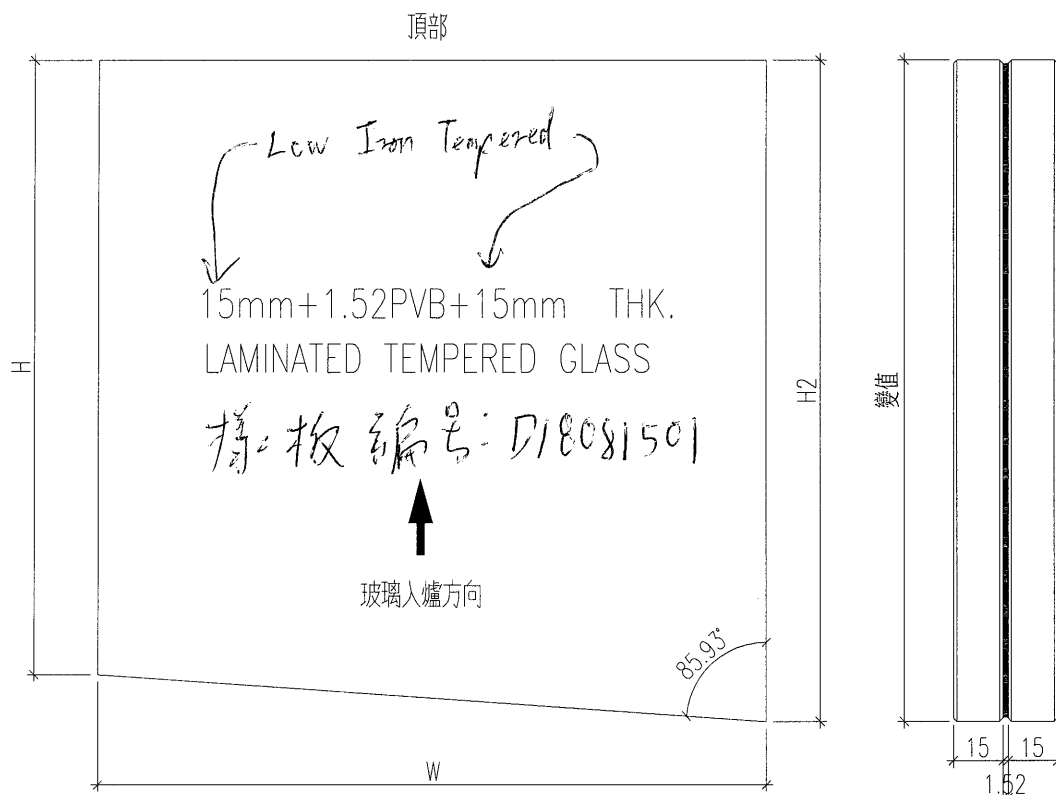 頂部
Low Iron Tempered
15mm+1.52PVB+15mm THK.
LAMINATED TEMPERED GLASS
樣板編号: D18081501
玻璃入爐方向
85.93°
H
H2
W
變值
15
15
1.52